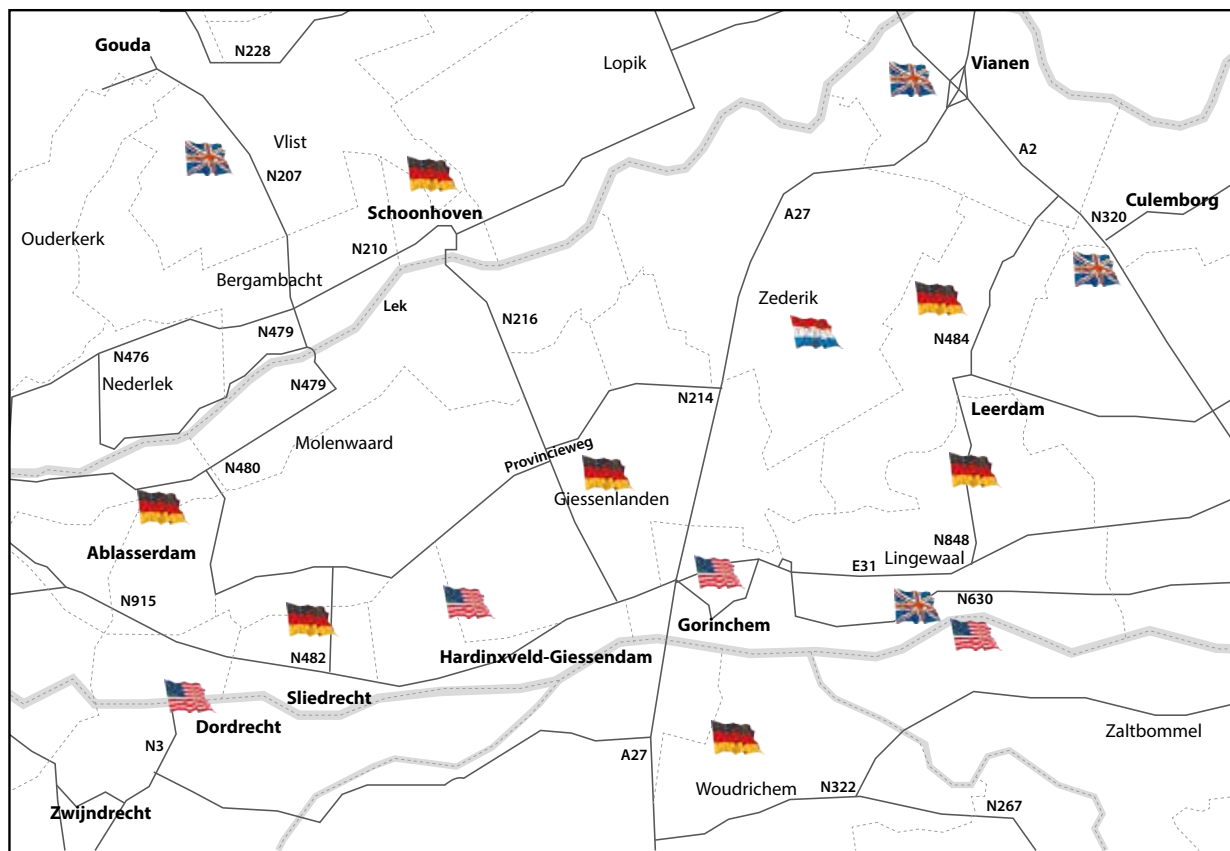 Gouda
N228
Lopik
Vianen
Vlist
A2
N207
Schoonhoven
Culemborg
A27
N320
Ouderkerk
N210
Bergambacht
Zederik
Lek
N216
N479
N484
N476
Nederlek
N479
N214
Leerdam
Molenwaard
Provincieweg
N480
Giessenlanden
Ablasserdam
N848
Lingewaal
E31
N915
N630
Gorinchem
N482
Hardinxveld-Giessendam
Sliedrecht
Dordrecht
Zaltbommel
N3
A27
Woudrichem
N322
Zwijndrecht
N267